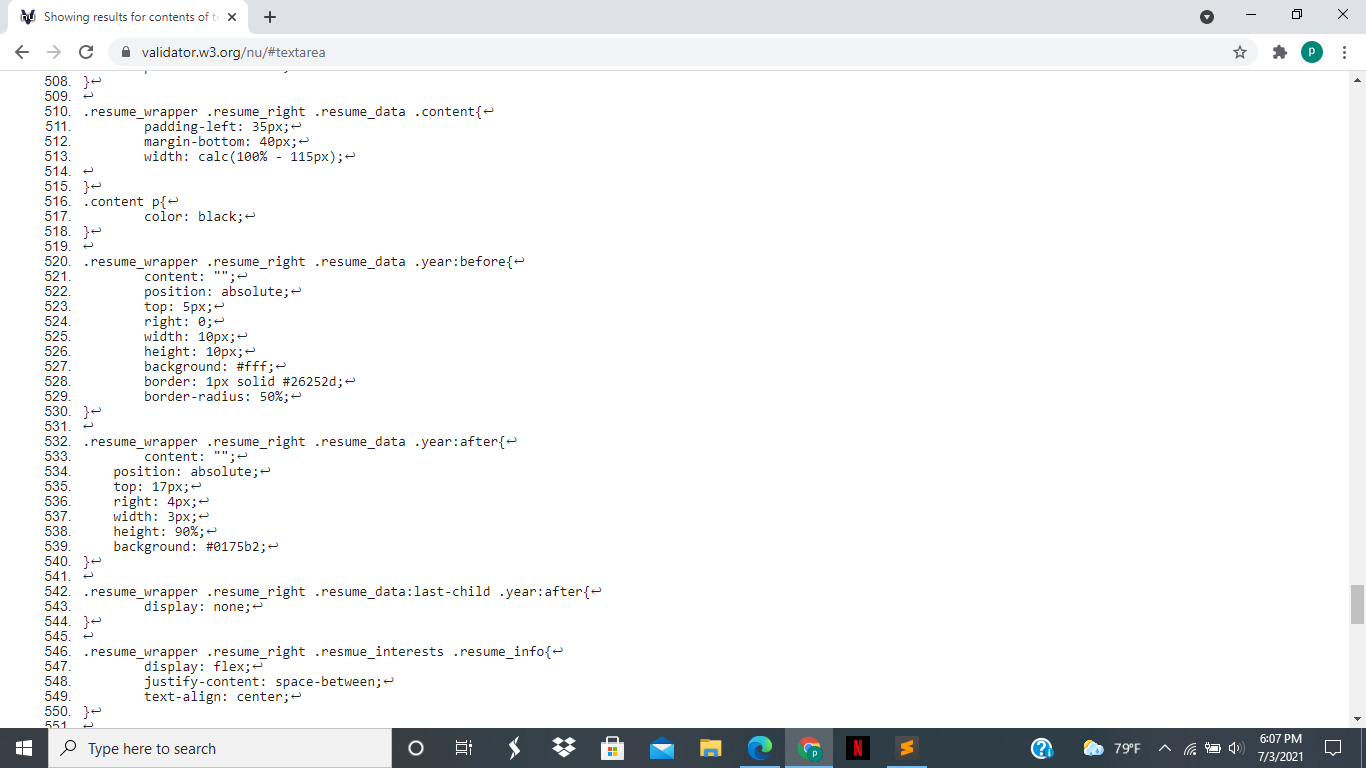 Showing results for contents of t
validator.w3.org/nu/#textarea
P
508. }↩
509. ↩
510. .resume_wrapper .resume_right .resume_data .content{↩
511. padding-left: 35px;↩
512. margin-bottom: 40px;↩
513. width: calc(100% - 115px);↩
514. ↩
515. }↩
516. .content p{↩
517. color: black;↩
518. }↩
519. ↩
520. .resume_wrapper .resume_right .resume_data .year:before{↩
521. content: "";↩
522. position: absolute;↩
523. top: 5px;↩
524. right: 0;↩
525. width: 10px;↩
526. height: 10px;↩
527. background: #fff;↩
528. border: 1px solid #26252d;↩
529. border-radius: 50%;↩
530. }↩
531. ↩
532. .resume_wrapper .resume_right .resume_data .year:after{↩
533. content: "";↩
534. position: absolute;↩
535. top: 17px;↩
536. right: 4px;↩
537. width: 3px;↩
538. height: 90%;↩
539. background: #0175b2;↩
540. }↩
541. ↩
542. .resume_wrapper .resume_right .resume_data:last-child .year:after{↩
543. display: none;↩
544. }↩
545. ↩
546. .resume_wrapper .resume_right .resmue_interests .resume_info{↩
547. display: flex;↩
548. justify-content: space-between;↩
549. text-align: center;↩
550. }↩
551. ↩
Type here to search
79°F
6:07 PM
7/3/2021